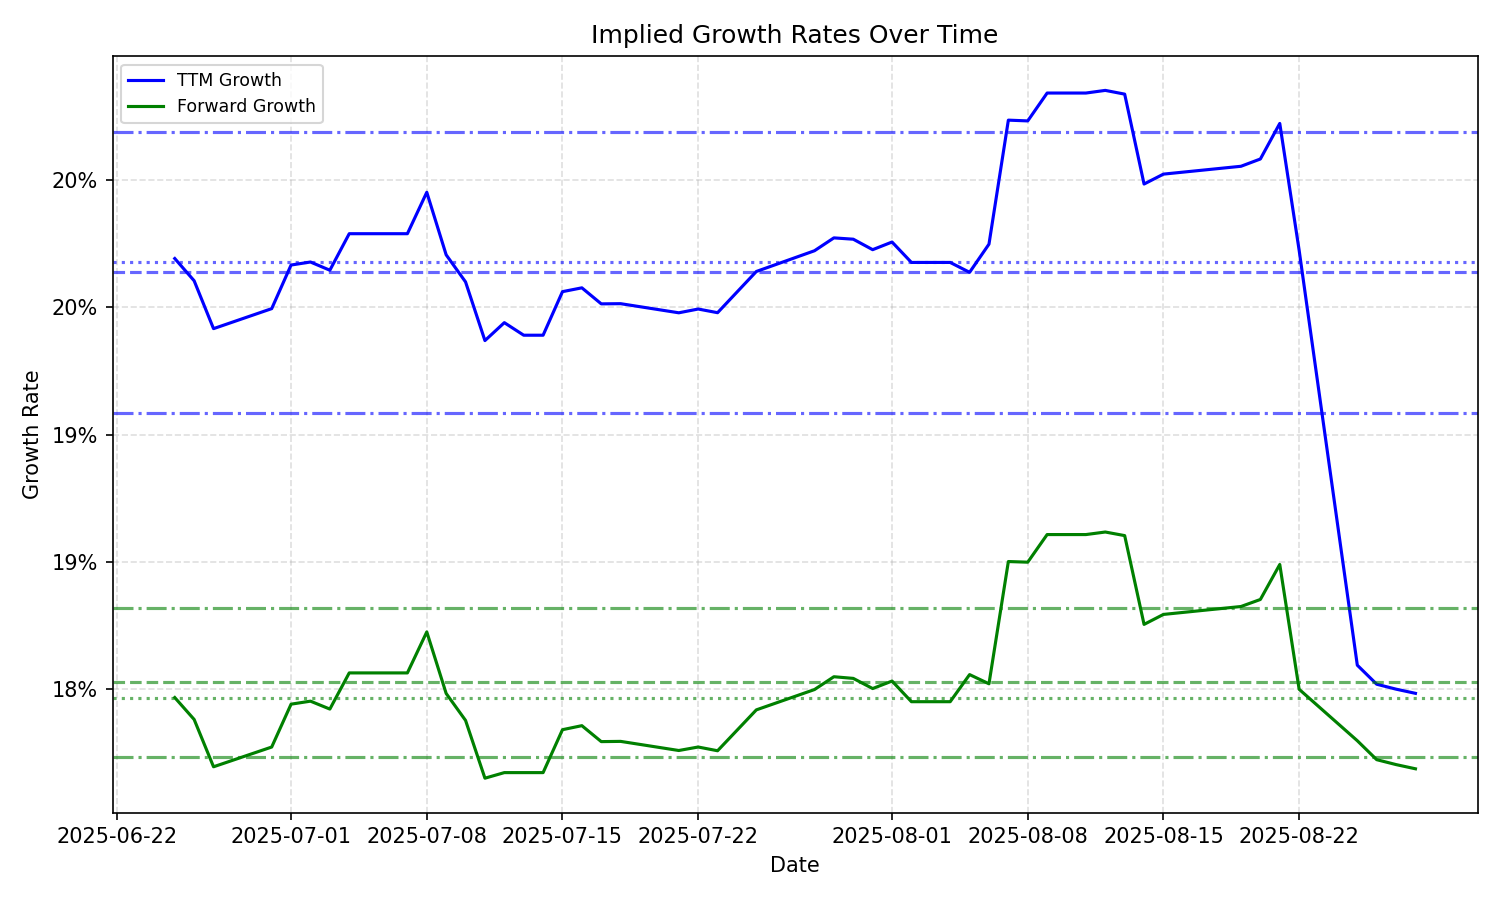 Implied Growth Rates Over Time
TTM Growth
Forward Growth
20%
20%
19%
19%
18%
Growth Rate
2025-06-22 2025-07-01 2025-07-08 2025-07-15 2025-07-22 2025-08-01 2025-08-08 2025-08-15 2025-08-22
Date